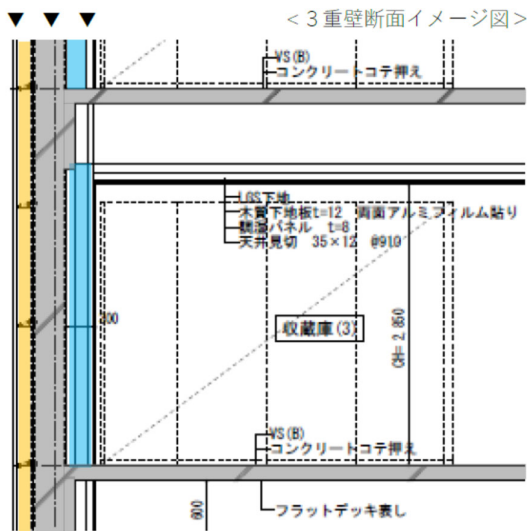 ▼ ▼ ▼ <３重壁断面イメージ図>
VS(B)
コンクリートコテ押え
LGS下地
木質下地板t=12 両面アルミフィルム貼り
調湿パネル t=8
天井見切 35×12 @910
300
収蔵庫(3)
CH= 2,850
VS(B)
コンクリートコテ押え
600
フラットデッキ表し